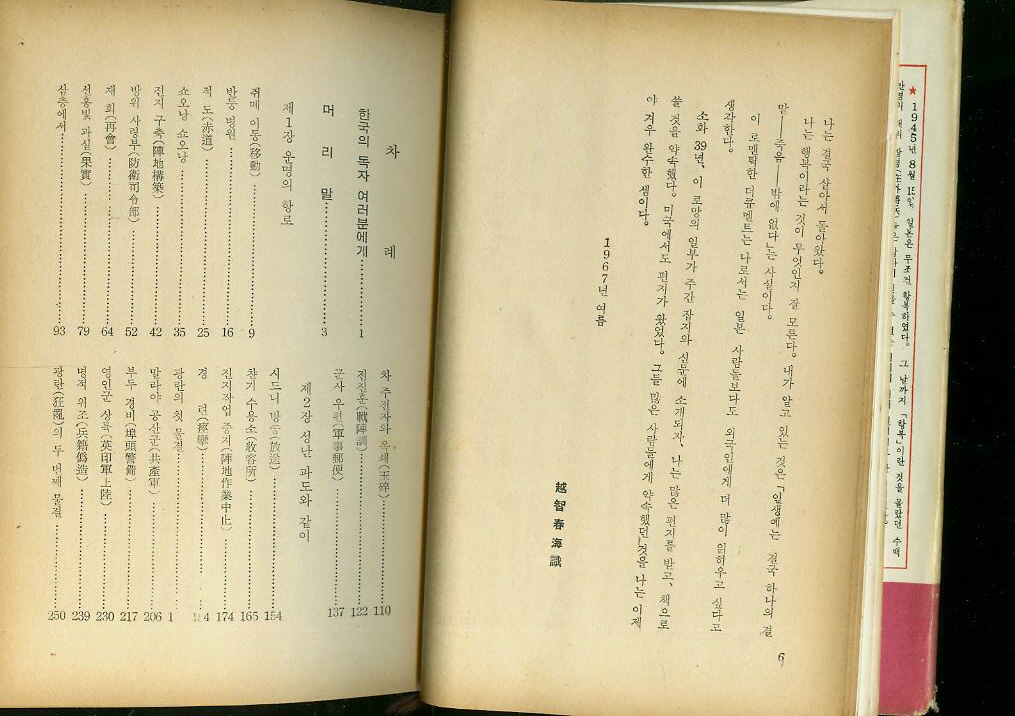 나는 결국 살아서 돌아왔다。
나는 행복이라는 것이 무엇인지 잘 모른다。 내가 알고 있는 것은 「일생에는 결국 하나의 결
말―죽음―밖에 없다」는 사실이다。
이 로멘틱한 더큐멘트는 나로서는 일본 사람들보다도 외국인에게 더 많이 읽히우고 싶다고
생각한다。
소화 39년、 이 로망의 일부가 주간 잡지와 신문에 소개되자、 나는 많은 편지를 받고、 책으로
쓸 것을 약속했다。 미국에서도 편지가 왔었다。 그들 많은 사람들에게 약속했던 것을 나는 이제
야 겨우 완수한 셈이다。
1967년 여름
越智春海識
6
차 례
한국의 독자 여러분에게…………1
머 리 말…………3
제1장 운명의 항로
쥐떼 이동(移動)…………9
반둥 병원…………16
적 도(赤道)…………25
쇼오낭 쇼오낭…………35
진지 구축(陣地構築)…………42
방위 사령부(防衛司令部)…………52
재 회(再會)…………64
선홍빛 과실(果實)…………79
삼층에서…………93
차 주전자와 옥쇄(玉碎)…………110
전진훈(戰陣訓)…………122
군사 우편(軍事郵便)…………137
제2장 성난 파도와 같이
시드니 방송(放送)…………154
챤기 수용소(收容所)…………165
진지작업 중지(陣地作業中止)…………174
경 련(痙攣)…………
광란의 첫 물결…………
말라야 공산군(共産軍)…………206
부두 경비(埠頭警備)…………217
영인군 상륙(英印軍上陸)…………230
병적 위조(兵籍僞造)…………239
광란(狂亂)의 두 번째 물결…………250
★ 1945년 8월 15일 일본은 무조건 항복하였다。 그 날까지 「항복」이란 것을 몰랐던 수백